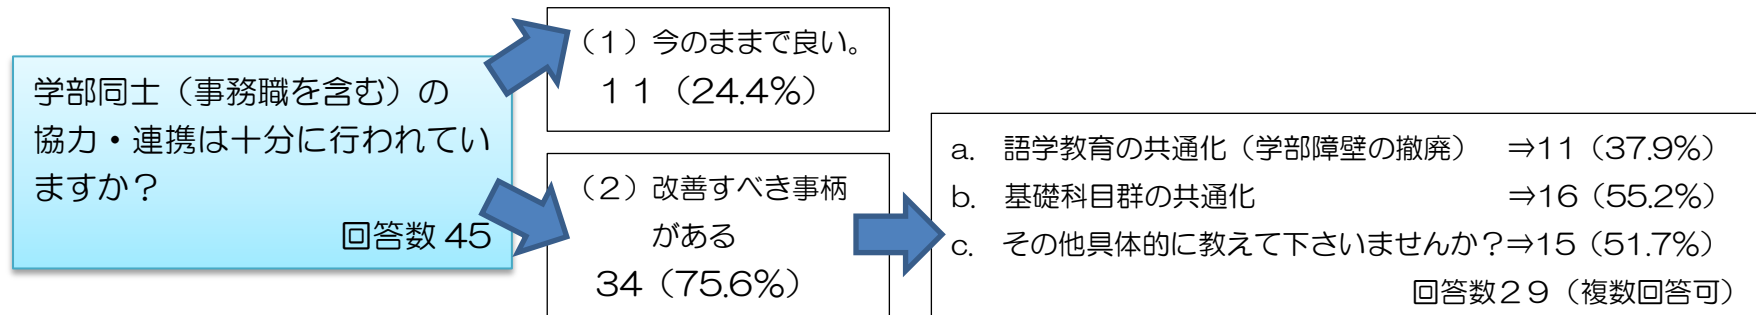 学部同士（事務職を含む）の
協力・連携は十分に行われてい
ますか？
回答数 45
（１）今のままで良い。
１１（24.4%）
（２）改善すべき事柄
がある
34（75.6%）
a. 語学教育の共通化（学部障壁の撤廃） ⇒11（37.9%）
b. 基礎科目群の共通化 ⇒16（55.2%）
c. その他具体的に教えて下さいませんか？⇒15（51.7%）
回答数２９（複数回答可）